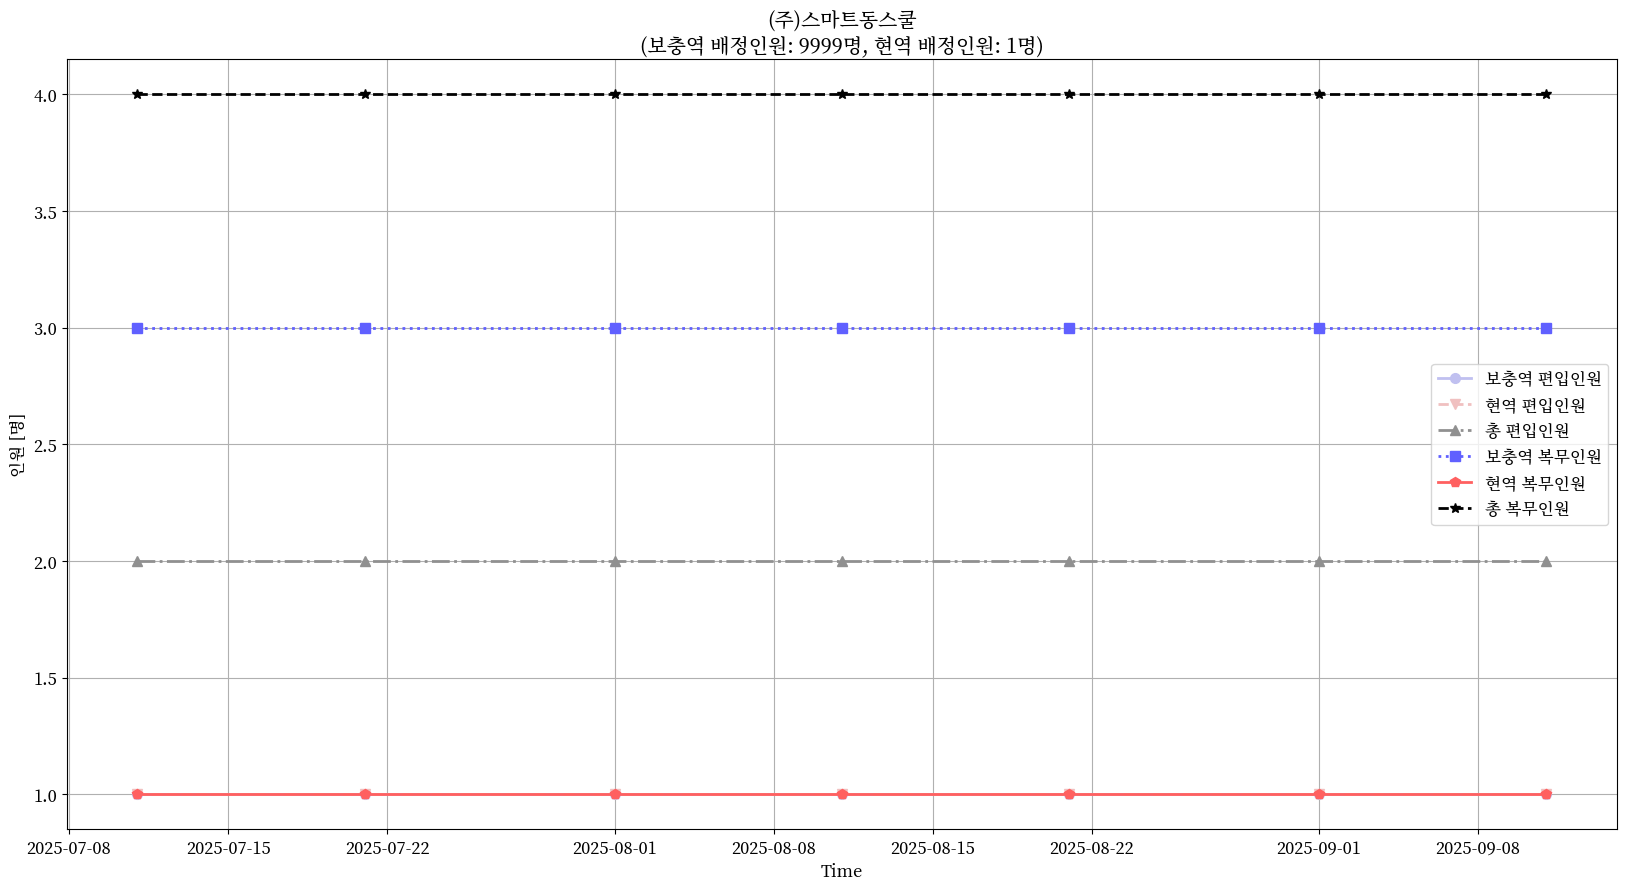 (주)스마트동스쿨
(보충역 배정인원: 9999명, 현역 배정인원: 1명)
4.0
3.5
3.0
2.5
2.0
1.5
1.0
인원 [명]
보충역 편입인원
현역 편입인원
총 편입인원
보충역 복무인원
현역 복무인원
총 복무인원
2025-07-08 2025-07-15 2025-07-22 2025-08-01 2025-08-08 2025-08-15 2025-08-22 2025-09-01 2025-09-08
Time